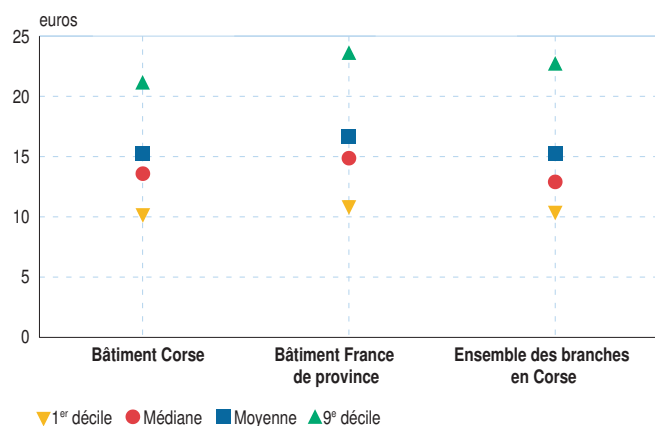 euros
25
20
15
10
5
0
Bâtiment Corse
Bâtiment France
de province
Ensemble des branches
en Corse
1er décile Médiane Moyenne 9e décile